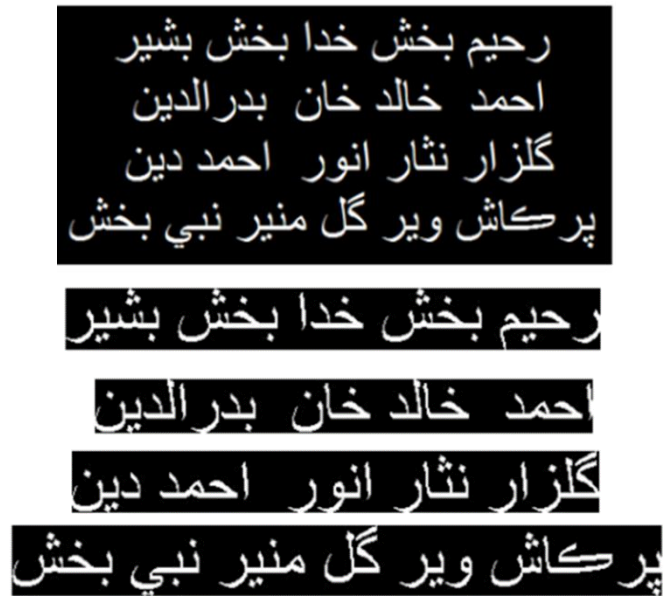 رحيم بخش خدا بخش بشير
احمد خالد خان بدرالدين
گلزار نثار انور احمد دين
پرڪاش وير گل منير نبي بخش
رحيم بخش خدا بخش بشير
احمد خالد خان بدرالدين
گلزار نثار انور احمد دين
پرڪاش وير گل منير نبي بخش